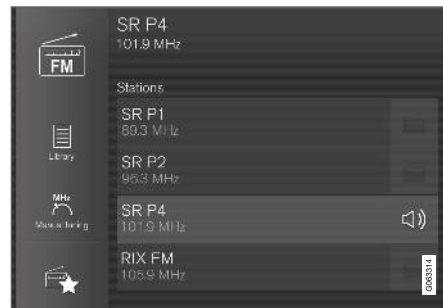 SR P4
101.9 MHz
FM
Stations
SR P1
89.3 MHz
Library
SR P2
96.3 MHz
MHz
Manual tuning
SR P4
101.9 MHz
RIX FM
105.9 MHz
G063314